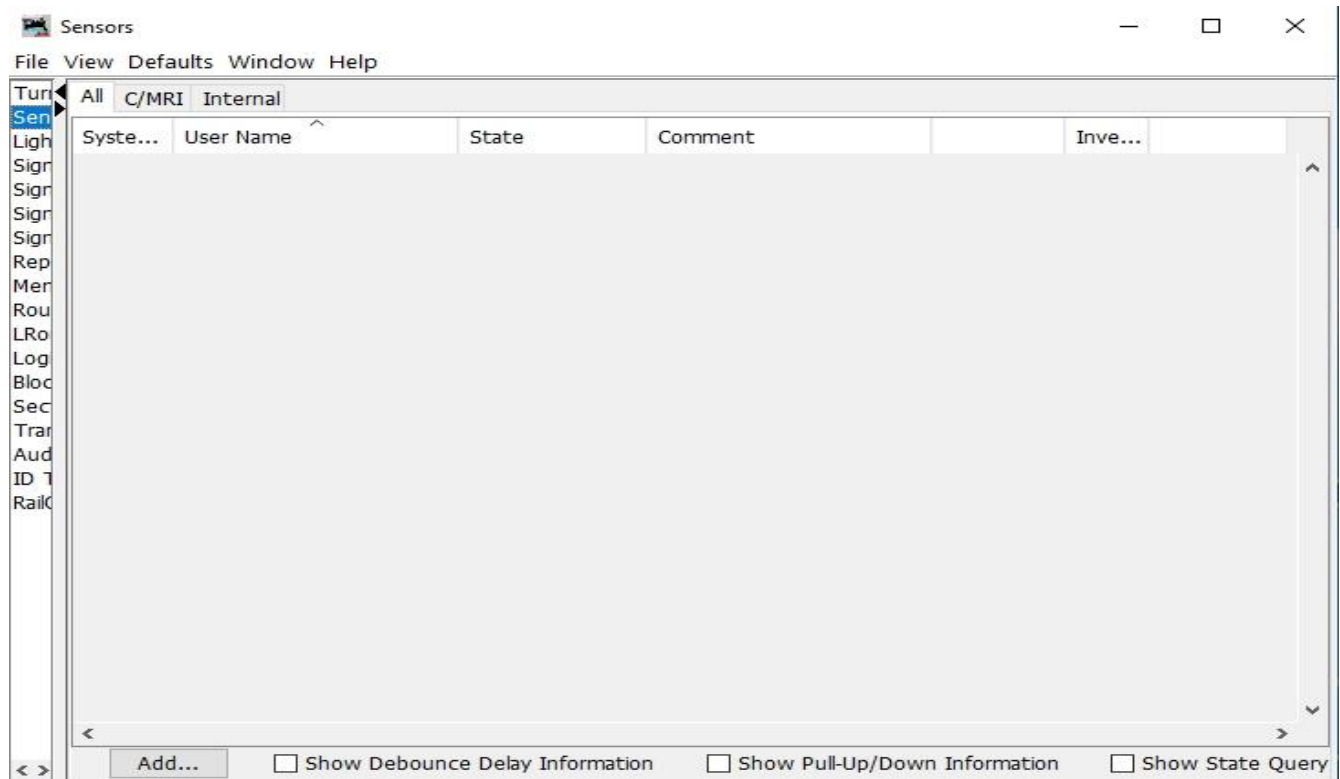 Sensors
File View Defaults Window Help
All C/MRI Internal
Turn
Sen
Ligh
Sign
Sign
Sign
Sign
Rep
Mer
Rou
LRo
Log
Bloc
Sec
Tran
Aud
ID T
RailC
Syste... User Name State Comment Inve...
Add... Show Debounce Delay Information Show Pull-Up/Down Information Show State Query